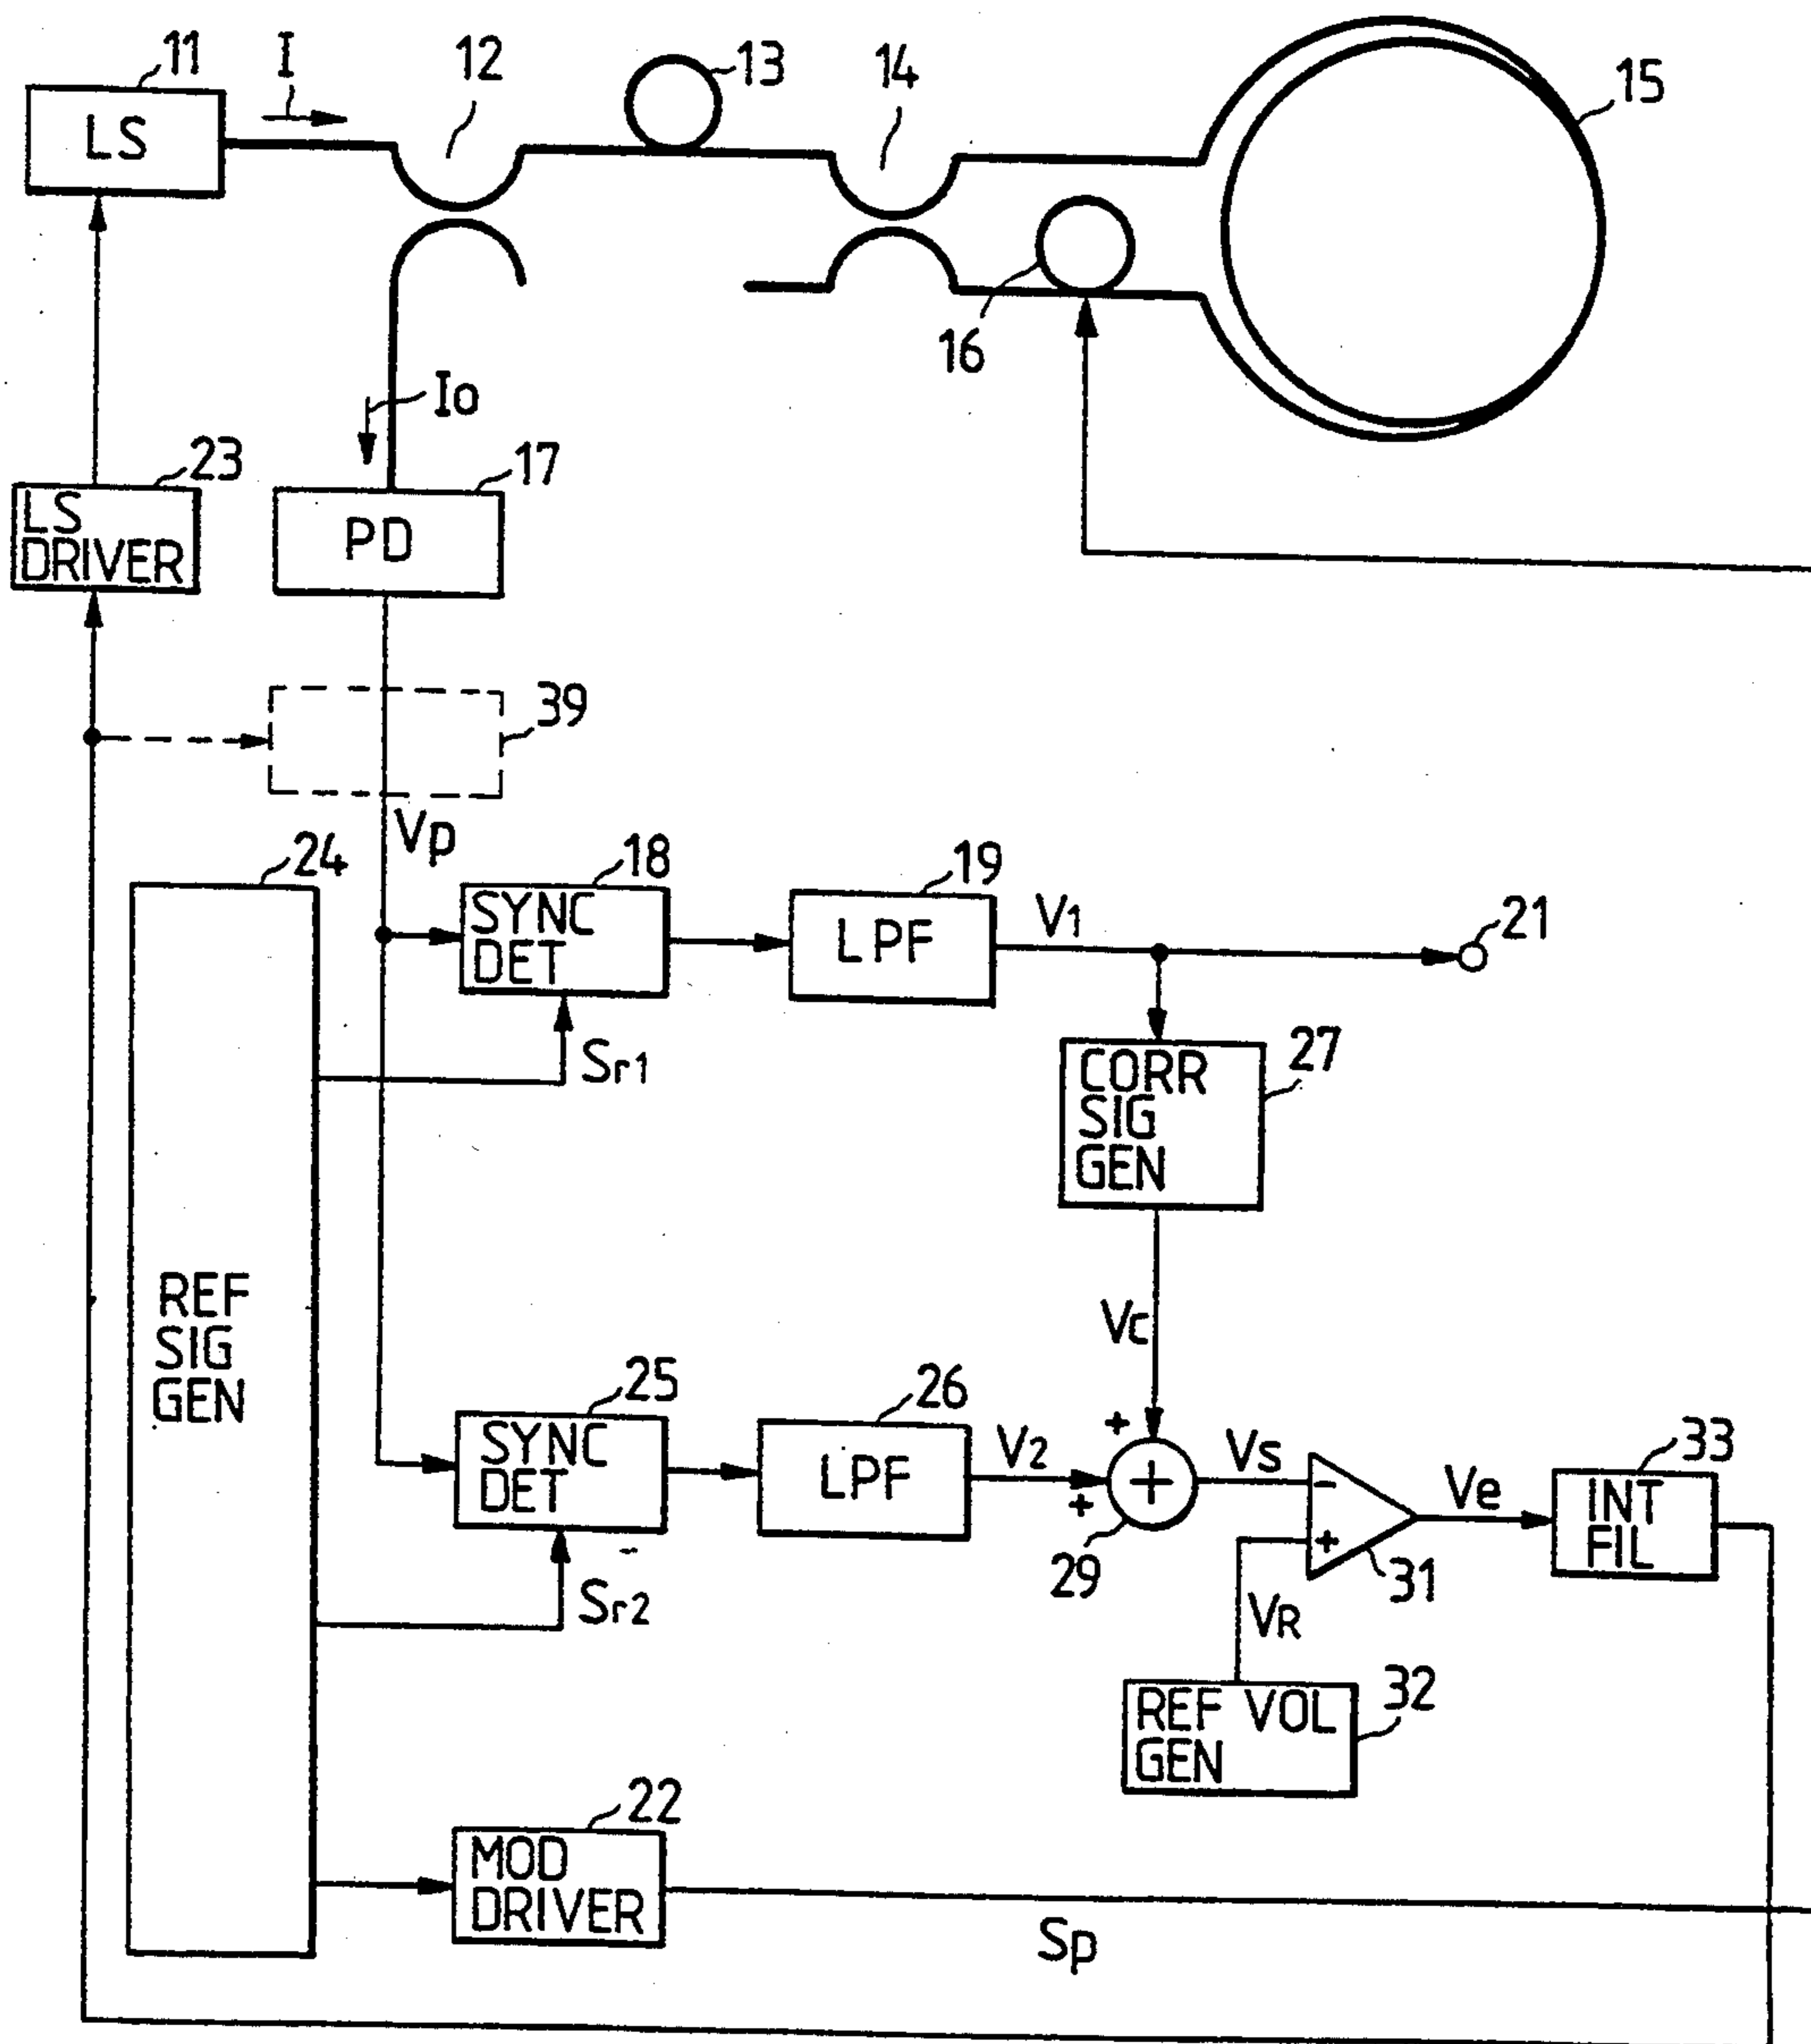 11
I
12
13
14
15
LS
16
Io
23
17
LS
DRIVER
PD
39
Vp
24
18
19
V1
21
SYNC
DET
LPF
Sr1
27
CORR
SIG
GEN
REF
SIG
GEN
Vc
25
26
SYNC
DET
LPF
V2
+
+
+
29
Vs
-
+
31
Ve
33
INT
FIL
Sr2
VR
32
REF VOL
GEN
22
MOD
DRIVER
Sp